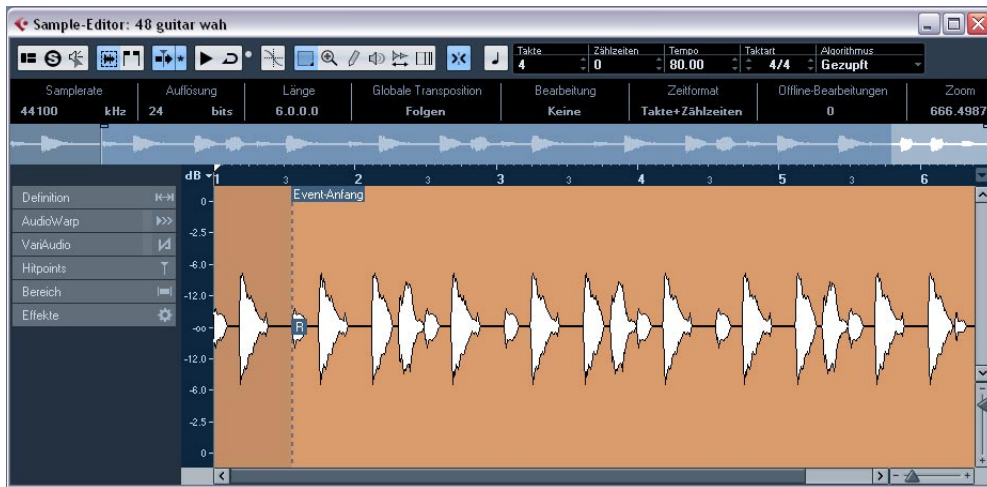 Sample-Editor: 48 guitar wah
Takte Zählzeiten Tempo Taktart Algorithmus
4 0 80.00 4/4 Gezupft
Samplerate Auflösung Länge Globale Transposition Bearbeitung Zeitformat Offline-Bearbeitungen Zoom
44100 kHz 24 bits 6.0.0.0 Folgen Keine Takte+Zählzeiten 0 666.4987
dB 1 3 2 3 3 3 4 3 5 3 6
Event-Anfang
Definition
AudioWarp
VariAudio
Hitpoints
Bereich
Effekte
0
-2.5
-6.0
-12.0
-oo
R
-12.0
-6.0
-2.5
0